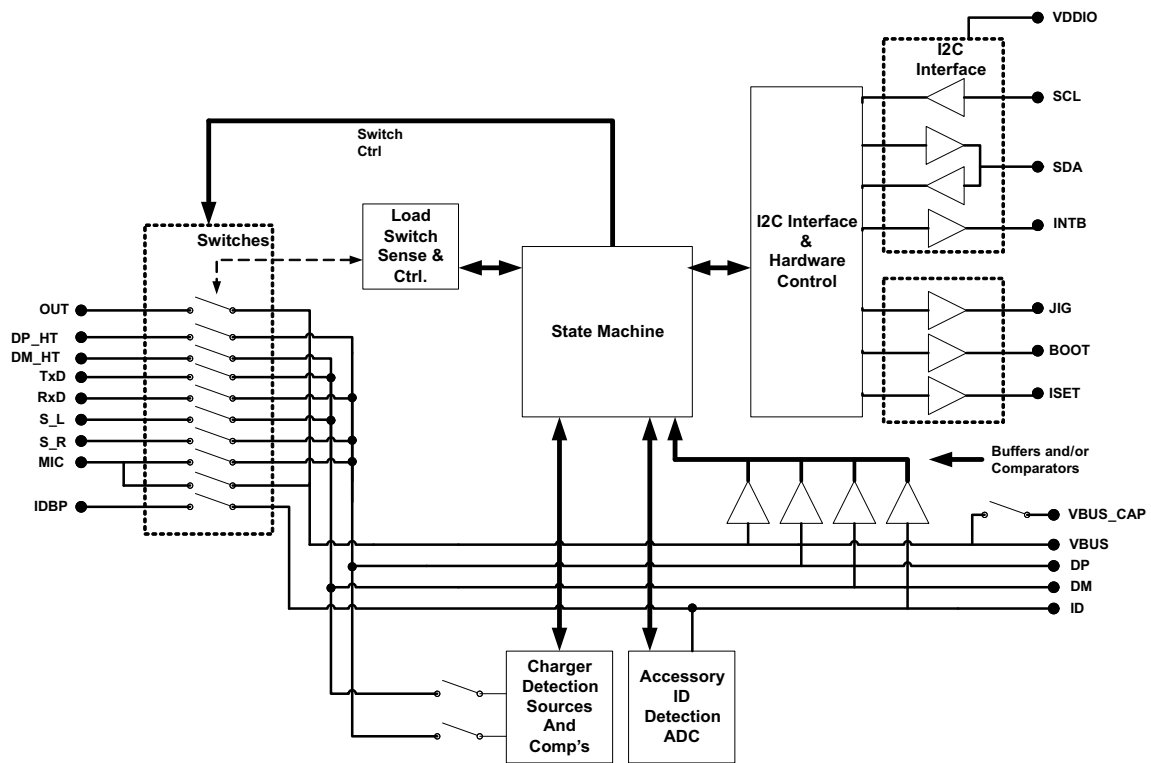 VDDIO
I2C
Interface
SCL
SDA
INTB
Switch
Ctrl
Load
Switch
Sense &
Ctrl.
Switches
I2C Interface
&
Hardware
Control
State Machine
OUT
DP_HT
DM_HT
TxD
RxD
S_L
S_R
MIC
IDBP
JIG
BOOT
ISET
Buffers and/or
Comparators
VBUS_CAP
VBUS
DP
DM
ID
Charger
Detection
Sources
And
Comp's
Accessory
ID
Detection
ADC